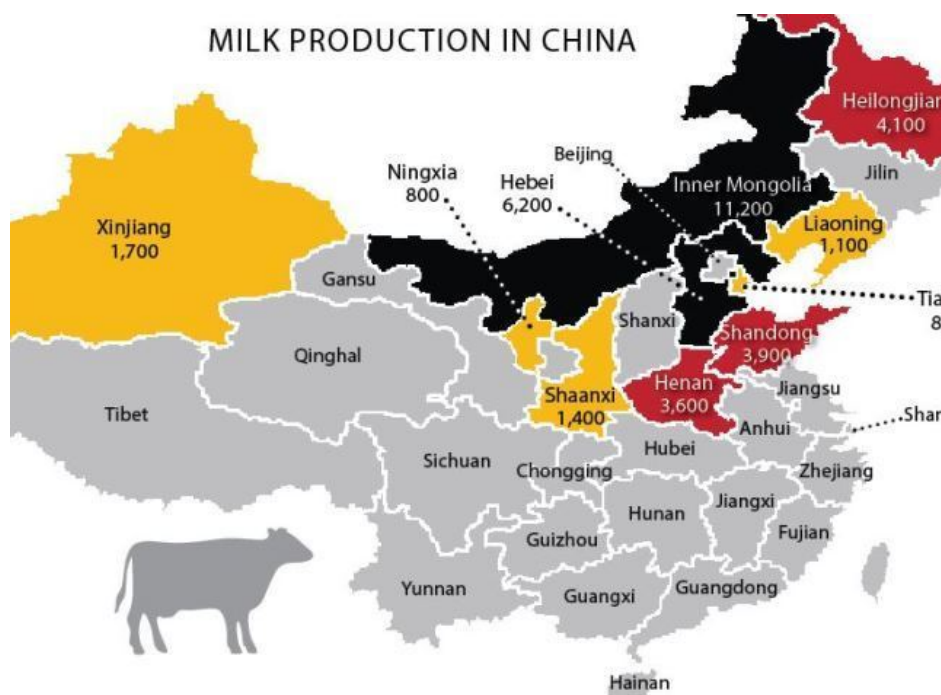 MILK PRODUCTION IN CHINA
Heilongjian
4,100
Beijing
Jilin
Ningxia
800
Hebei
6,200
Inner Mongolia
11,200
Xinjiang
1,700
Liaoning
1,100
Gansu
Tia
8
Shanxi
Shandong
3,900
Qinghal
Henan
3,600
Jiangsu
Shaanxi
1,400
Tibet
Anhui
Shan
Hubei
Sichuan
Chongging
Zhejiang
Jiangxi
Hunan
Fujian
Guizhou
Yunnan
Guangxi
Guangdong
Hainan